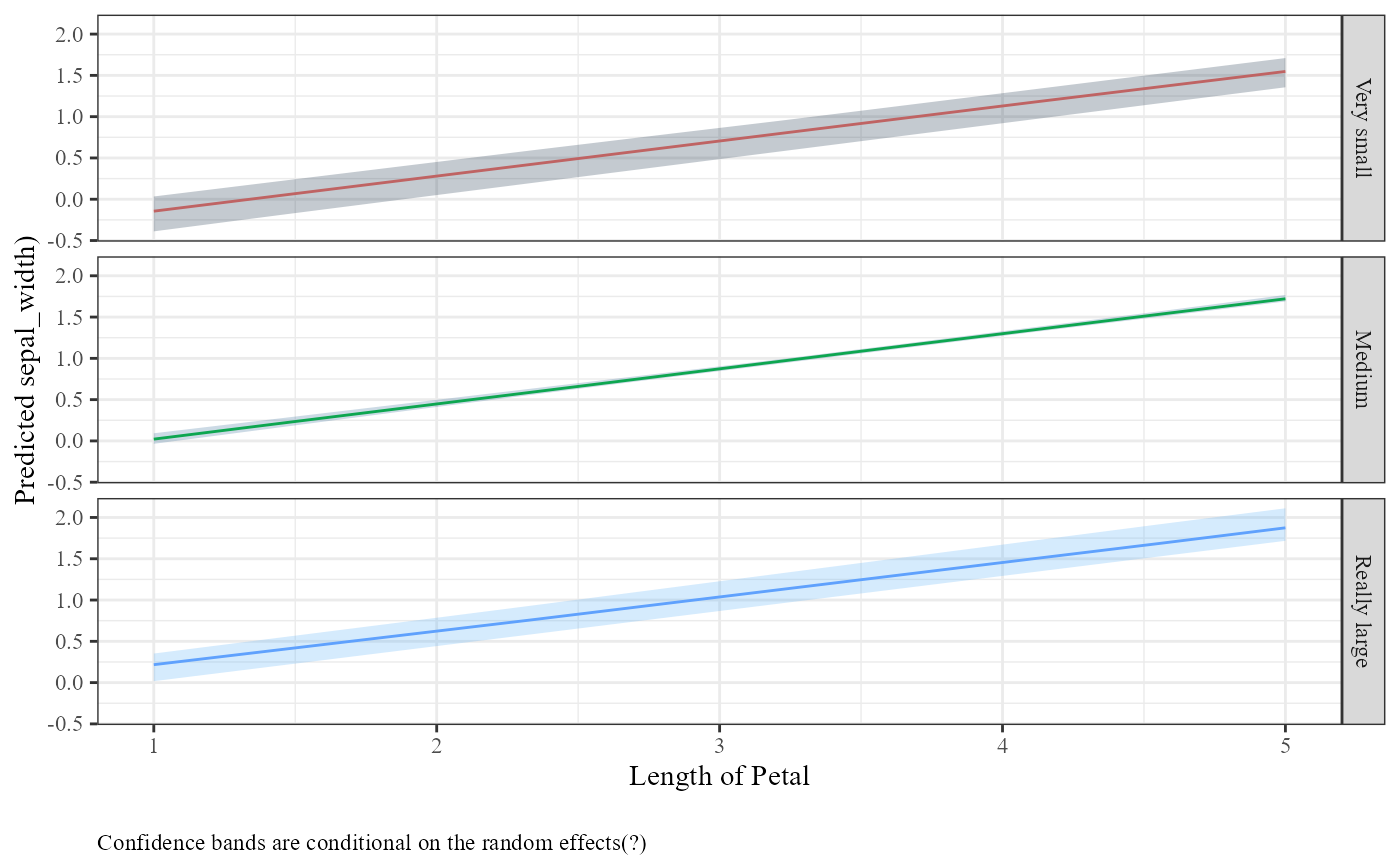 2.0
1.5
1.0
0.5
0.0
-0.5
Very small
2.0
1.5
1.0
0.5
0.0
-0.5
Medium
2.0
1.5
1.0
0.5
0.0
-0.5
Really large
Predicted sepal_width)
1 2 3 4 5
Length of Petal
Confidence bands are conditional on the random effects(?)